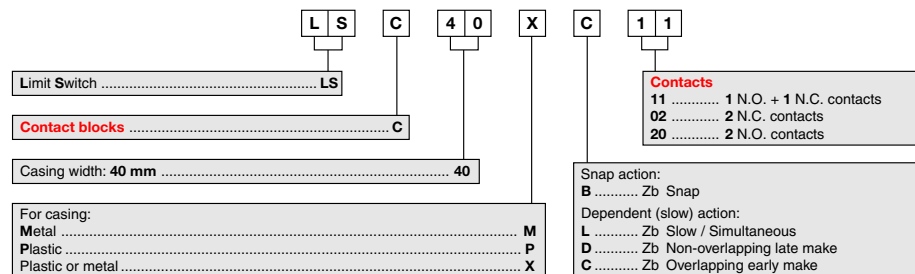 L S C 4 0 X C 1 1
Limit Switch ........................................................ LS
Contact blocks .................................................................. C
Casing width: 40 mm ......................................................................... 40
For casing:
Metal ................................................................................................................ M
Plastic ............................................................................................................... P
Plastic or metal .................................................................................................. X
Contacts
11 ............ 1 N.O. + 1 N.C. contacts
02 ............ 2 N.C. contacts
20 ............ 2 N.O. contacts
Snap action:
B ........... Zb Snap
Dependent (slow) action:
L ........... Zb Slow / Simultaneous
D ........... Zb Non-overlapping late make
C ........... Zb Overlapping early make